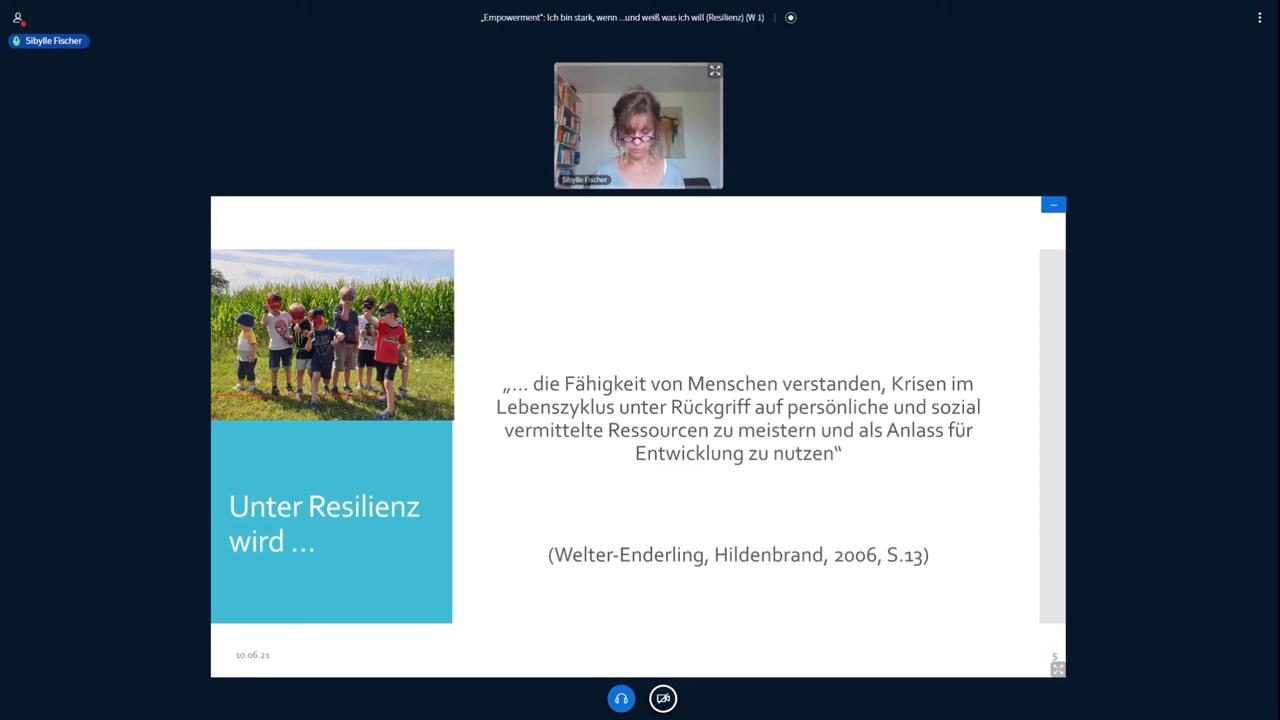 „Empowerment“: Ich bin stark, wenn ...und weiß was ich will (Resilienz) (W 1)
Sibylle Fischer
Sibylle Fischer
„... die Fähigkeit von Menschen verstanden, Krisen im
Lebenszyklus unter Rückgriff auf persönliche und sozial
vermittelte Ressourcen zu meistern und als Anlass für
Entwicklung zu nutzen“
Unter Resilienz
wird ...
(Welter-Enderling, Hildenbrand, 2006, S.13)
10.06.21
5